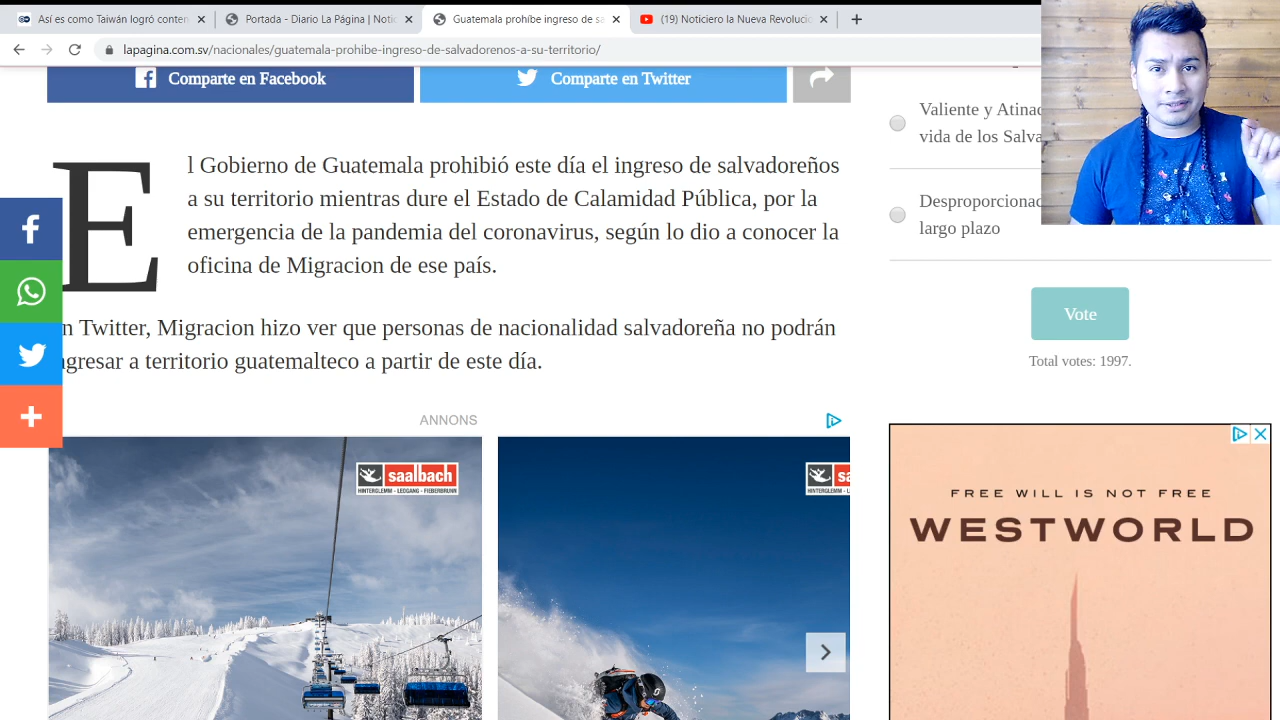 Así es como Taiwán logró conten
Portada - Diario La Página | Notic
Guatemala prohíbe ingreso de sa
(19) Noticiero la Nueva Revoluci
lapagina.com.sv/nacionales/guatemala-prohibe-ingreso-de-salvadorenos-a-su-territorio/
Comparte en Facebook
Comparte en Twitter
El Gobierno de Guatemala prohibió este día el ingreso de salvadoreños
a su territorio mientras dure el Estado de Calamidad Pública, por la
emergencia de la pandemia del coronavirus, según lo dio a conocer la
oficina de Migracion de ese país.
n Twitter, Migracion hizo ver que personas de nacionalidad salvadoreña no podrán
ngresar a territorio guatemalteco a partir de este día.
ANNONS
saalbach
HINTERGLEMM - LEOGANG - FIEBERBRUNN
sa
HINTERGLEMM - L
Valiente y Atinad
vida de los Salva
Desproporcionad
largo plazo
Vote
Total votes: 1997.
FREE WILL IS NOT FREE
WESTWORLD